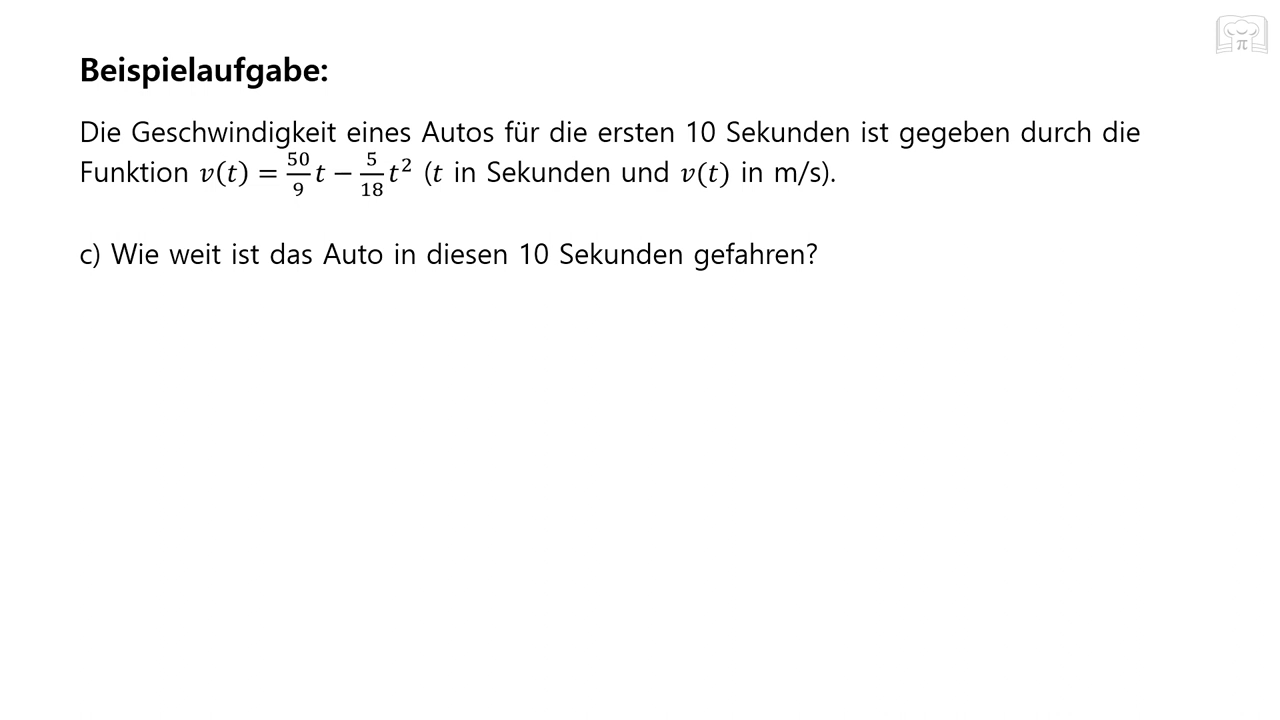 Beispielaufgabe:
Die Geschwindigkeit eines Autos für die ersten 10 Sekunden ist gegeben durch die
Funktion v(t) = 50/9 t − 5/18 t² (t in Sekunden und v(t) in m/s).
c) Wie weit ist das Auto in diesen 10 Sekunden gefahren?
π